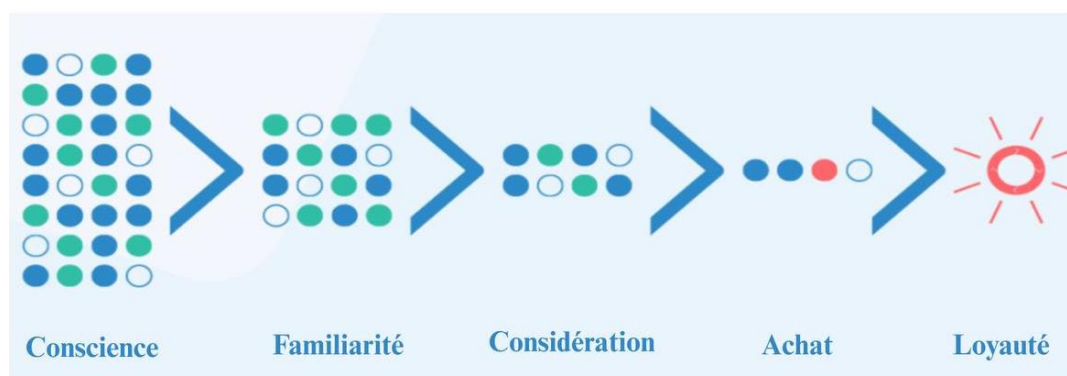 Conscience
Familiarité
Considération
Achat
Loyauté